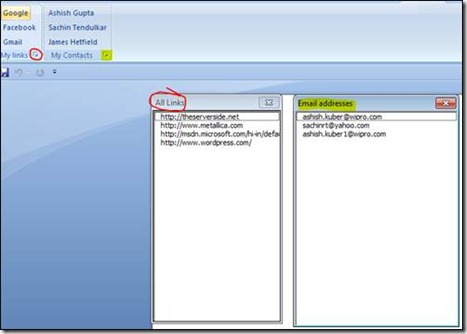 Google
Facebook
Gmail
My links
Ashish Gupta
Sachin Tendulkar
James Hetfield
My Contacts
All Links
http://theserverside.net
http://www.metallica.com
http://msdn.microsoft.com/hi-in/defau
http://www.wordpress.com/
Email addresses
ashish.kuber@wipro.com
sachinrt@yahoo.com
ashish.kuber1@wipro.com